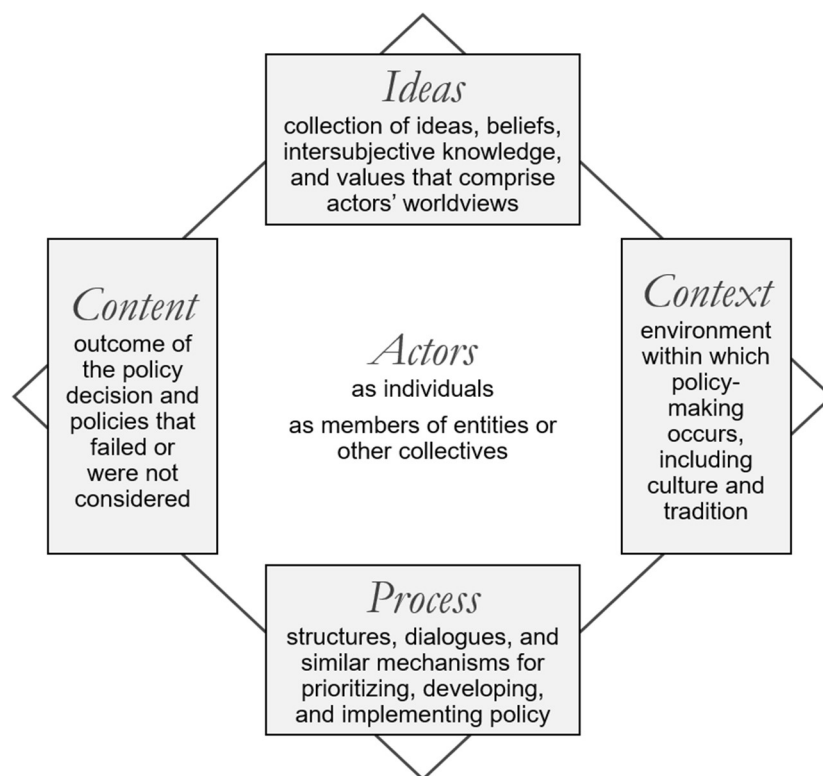 Ideas
collection of ideas, beliefs,
intersubjective knowledge,
and values that comprise
actors’ worldviews
Content
outcome of
the policy
decision and
policies that
failed or
were not
considered
Actors
as individuals
as members of entities or
other collectives
Context
environment
within which
policy-
making
occurs,
including
culture and
tradition
Process
structures, dialogues, and
similar mechanisms for
prioritizing, developing,
and implementing policy